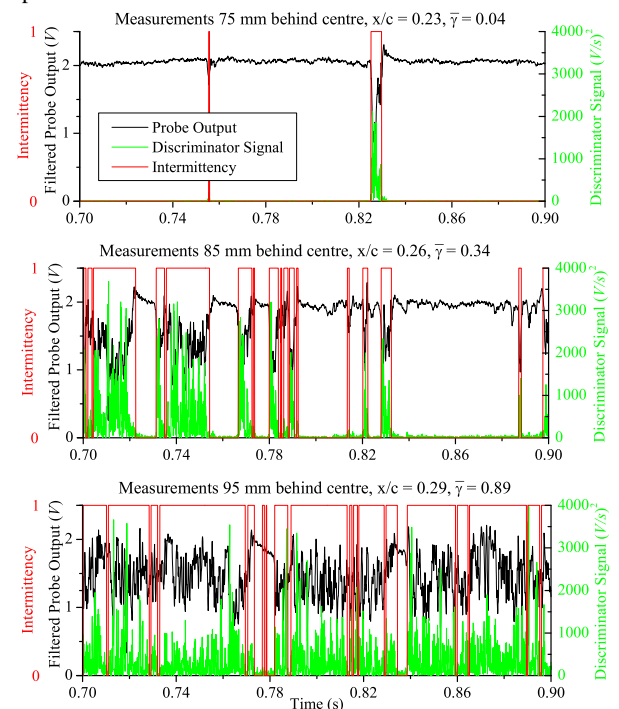 Measurements 75 mm behind centre, x/c = 0.23, γ̅ = 0.04
Intermittency
Filtered Probe Output (V)
Discriminator Signal (V/s)²
1
0
2
1
0
4000
3000
2000
1000
0
Probe Output
Discriminator Signal
Intermittency
0.70 0.74 0.78 0.82 0.86 0.90
Measurements 85 mm behind centre, x/c = 0.26, γ̅ = 0.34
Intermittency
Filtered Probe Output (V)
Discriminator Signal (V/s)²
1
0
2
1
0
4000
3000
2000
1000
0
0.70 0.74 0.78 0.82 0.86 0.90
Measurements 95 mm behind centre, x/c = 0.29, γ̅ = 0.89
Intermittency
Filtered Probe Output (V)
Discriminator Signal (V/s)²
1
0
2
1
0
4000
3000
2000
1000
0
0.70 0.74 0.78 0.82 0.86 0.90
Time (s)